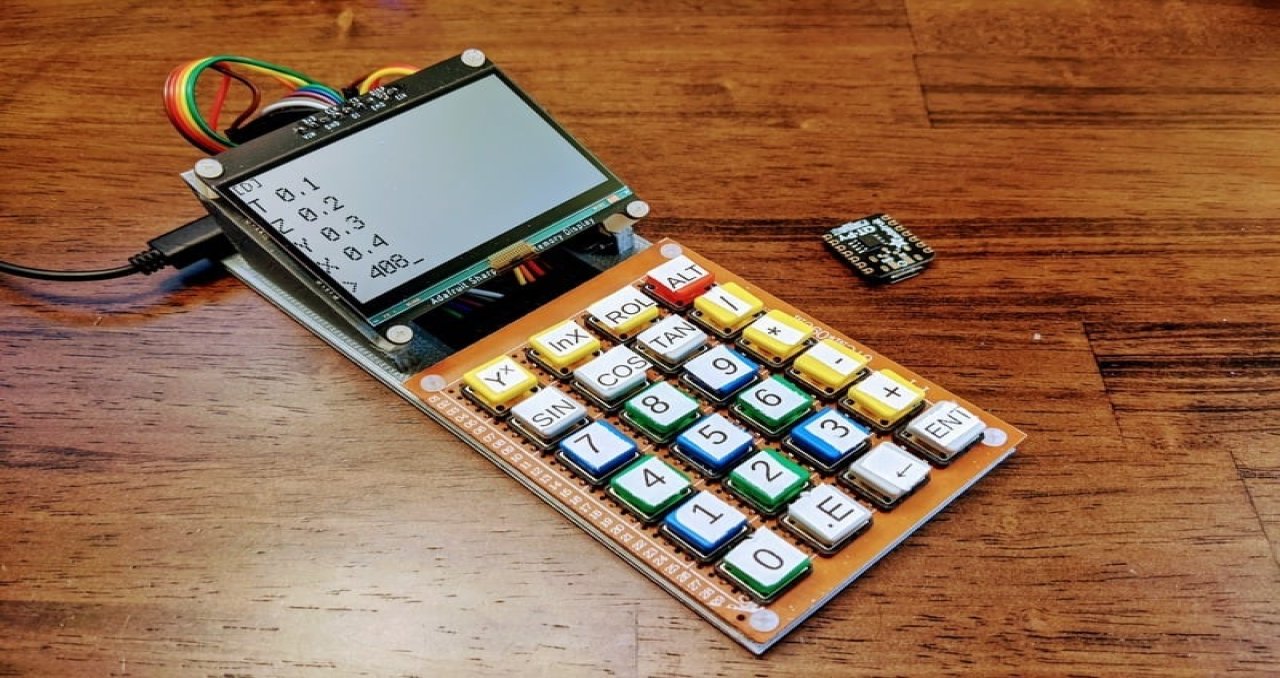 [D]
T 0.1
Z 0.2
Y 0.3
X 0.4
> 408_
Adafruit Sharp Memory Display
Yˣ lnX ROL ALT
SIN COS TAN /
7 8 9 *
4 5 6 -
1 2 3 +
0 .E ← ENT